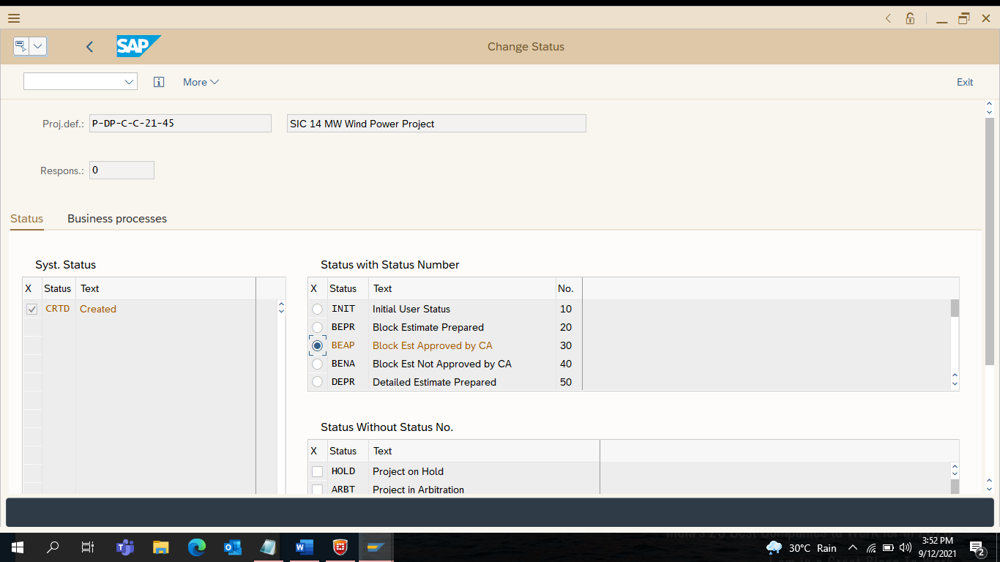 SAP
Change Status
i
More
Exit
Proj.def.: P-DP-C-C-21-45 SIC 14 MW Wind Power Project
Respons.: 0
Status Business processes
Syst. Status
X Status Text
CRTD Created
Status with Status Number
X Status Text No.
INIT Initial User Status 10
BEPR Block Estimate Prepared 20
BEAP Block Est Approved by CA 30
BENA Block Est Not Approved by CA 40
DEPR Detailed Estimate Prepared 50
Status Without Status No.
X Status Text
HOLD Project on Hold
ARBT Project in Arbitration
30°C Rain
3:52 PM
9/12/2021
2